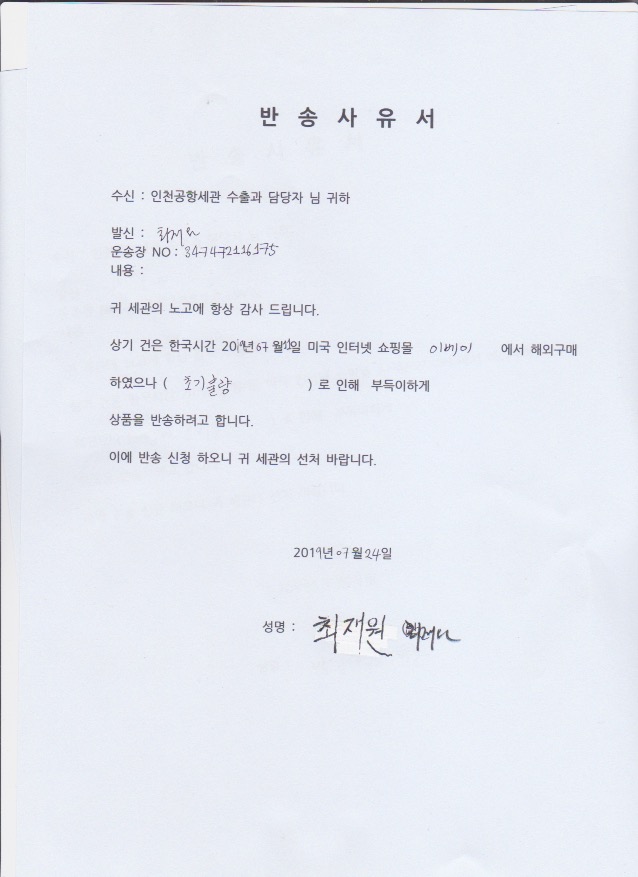 반 송 사 유 서
수신 : 인천공항세관 수출과 담당자 님 귀하
발신 : 최재원
운송장 NO : 347472116175
내용 :
귀 세관의 노고에 항상 감사 드립니다.
상기 건은 한국시간 2019년 07월 일 미국 인터넷 쇼핑몰 이베이 에서 해외구매
하였으나 ( 초기불량 ) 로 인해 부득이하게
상품을 반송하려고 합니다.
이에 반송 신청 하오니 귀 세관의 선처 바랍니다.
2019년 07월 24일
성명 : 최재원